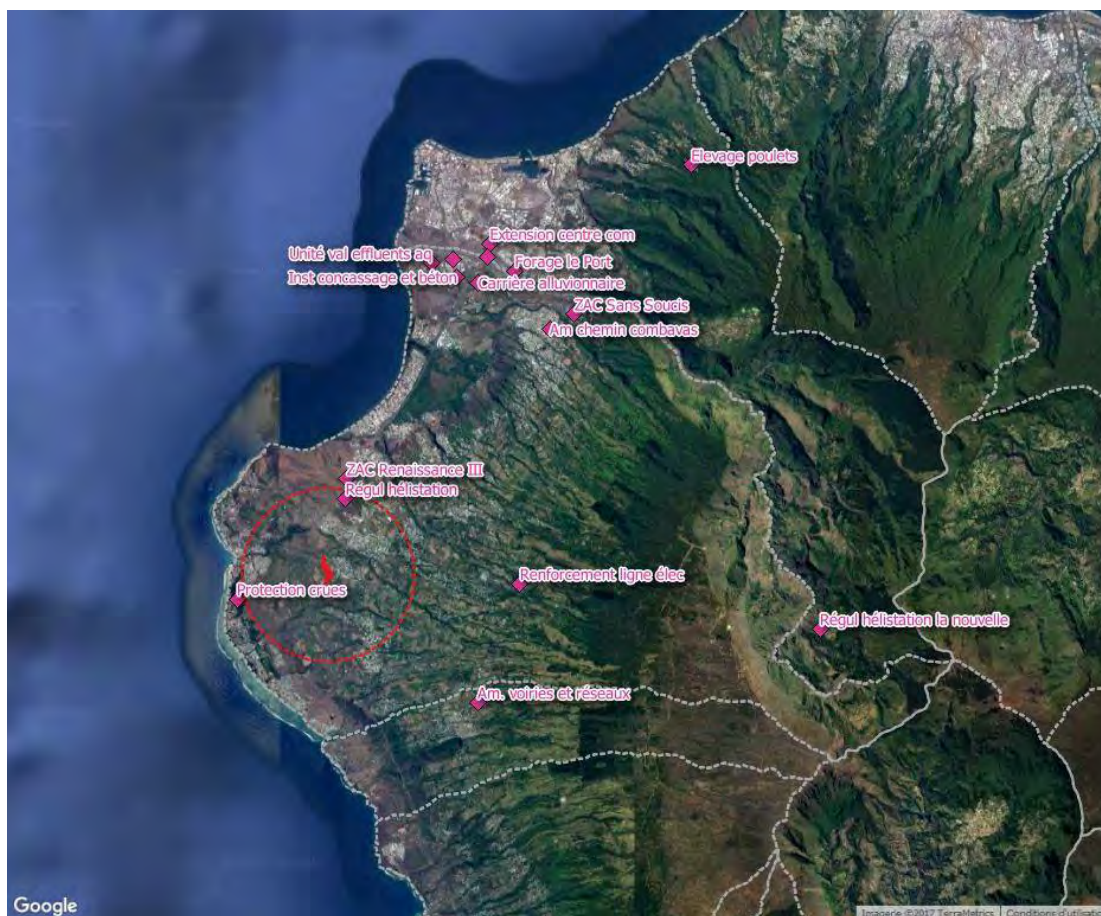 Elevage poulets
Extension centre com
Unité val effluents aq
Forage le Port
Inst concassage et béton
Carrière alluvionnaire
ZAC Sans Soucis
Am chemin combavas
ZAC Renaissance III
Régul hélistation
Renforcement ligne élec
Protection crues
Régul hélistation la nouvelle
Am. voiries et réseaux
Google
Imagerie ©2017 TerraMetrics Conditions d'utilisati